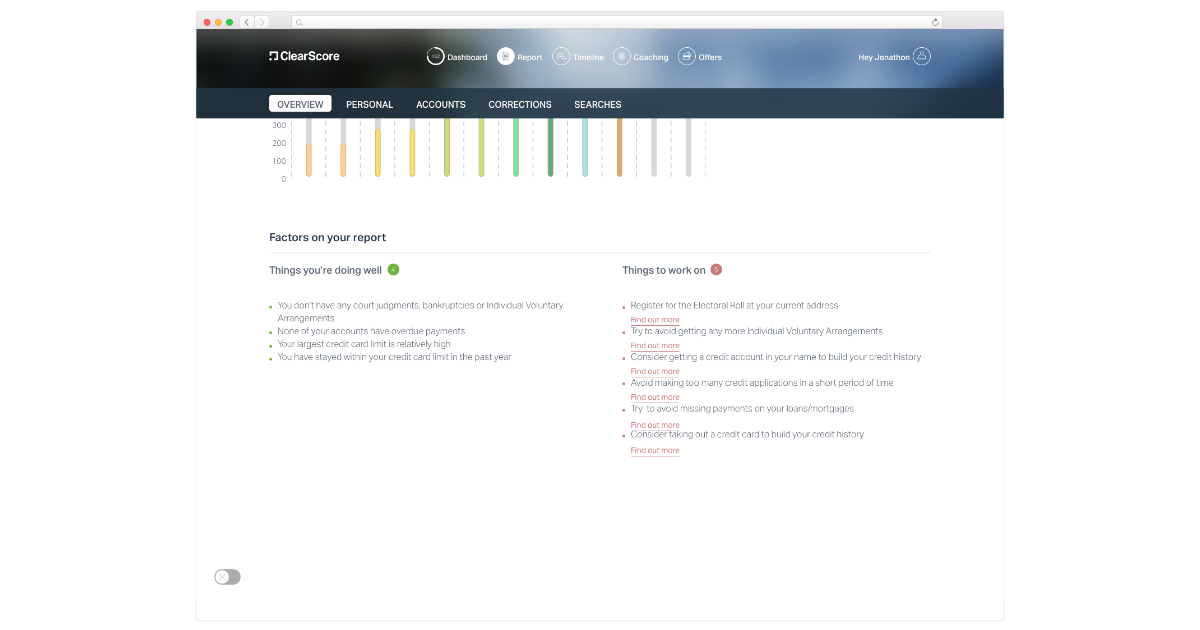 ClearScore
Dashboard
Report
Timeline
Coaching
Offers
Hey Jonathon
OVERVIEW
PERSONAL
ACCOUNTS
CORRECTIONS
SEARCHES
300
200
100
0
Factors on your report
Things you're doing well 4
You don't have any court judgments, bankruptcies or Individual Voluntary
Arrangements
None of your accounts have overdue payments
Your largest credit card limit is relatively high
You have stayed within your credit card limit in the past year
Things to work on 5
Register for the Electoral Roll at your current address
Find out more
Try to avoid getting any more Individual Voluntary Arrangements
Find out more
Consider getting a credit account in your name to build your credit history
Find out more
Avoid making too many credit applications in a short period of time
Find out more
Try to avoid missing payments on your loans/mortgages
Find out more
Consider taking out a credit card to build your credit history
Find out more